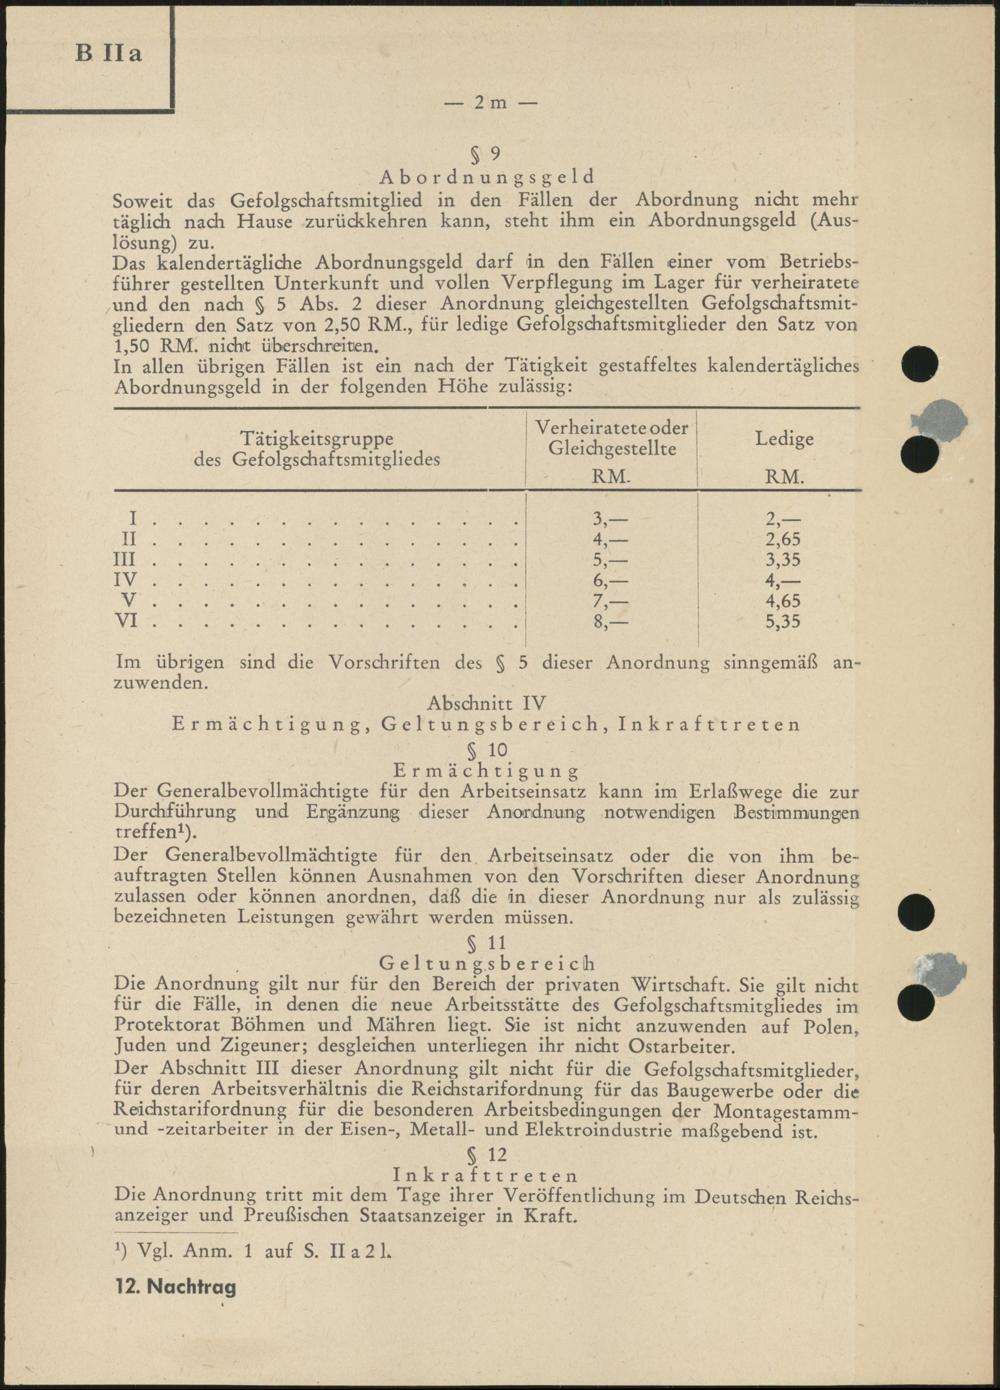 B II a
— 2 m —
§ 9
Abordnungsgeld
Soweit das Gefolgschaftsmitglied in den Fällen der Abordnung nicht mehr
täglich nach Hause zurückkehren kann, steht ihm ein Abordnungsgeld (Aus-
lösung) zu.
Das kalendertägliche Abordnungsgeld darf in den Fällen einer vom Betriebs-
führer gestellten Unterkunft und vollen Verpflegung im Lager für verheiratete
und den nach § 5 Abs. 2 dieser Anordnung gleichgestellten Gefolgschaftsmit-
gliedern den Satz von 2,50 RM., für ledige Gefolgschaftsmitglieder den Satz von
1,50 RM. nicht überschreiten.
In allen übrigen Fällen ist ein nach der Tätigkeit gestaffeltes kalendertägliches
Abordnungsgeld in der folgenden Höhe zulässig:
Tätigkeitsgruppe des Gefolgschaftsmitgliedes | Verheiratete oder Gleichgestellte RM. | Ledige RM.
I . . . . . . . . . . . . . . . 3,— 2,—
II . . . . . . . . . . . . . . . 4,— 2,65
III . . . . . . . . . . . . . . . 5,— 3,35
IV . . . . . . . . . . . . . . . 6,— 4,—
V . . . . . . . . . . . . . . . 7,— 4,65
VI . . . . . . . . . . . . . . . 8,— 5,35
Im übrigen sind die Vorschriften des § 5 dieser Anordnung sinngemäß an-
zuwenden.
Abschnitt IV
Ermächtigung, Geltungsbereich, Inkrafttreten
§ 10
Ermächtigung
Der Generalbevollmächtigte für den Arbeitseinsatz kann im Erlaßwege die zur
Durchführung und Ergänzung dieser Anordnung notwendigen Bestimmungen
treffen¹).
Der Generalbevollmächtigte für den Arbeitseinsatz oder die von ihm be-
auftragten Stellen können Ausnahmen von den Vorschriften dieser Anordnung
zulassen oder können anordnen, daß die in dieser Anordnung nur als zulässig
bezeichneten Leistungen gewährt werden müssen.
§ 11
Geltungsbereich
Die Anordnung gilt nur für den Bereich der privaten Wirtschaft. Sie gilt nicht
für die Fälle, in denen die neue Arbeitsstätte des Gefolgschaftsmitgliedes im
Protektorat Böhmen und Mähren liegt. Sie ist nicht anzuwenden auf Polen,
Juden und Zigeuner; desgleichen unterliegen ihr nicht Ostarbeiter.
Der Abschnitt III dieser Anordnung gilt nicht für die Gefolgschaftsmitglieder,
für deren Arbeitsverhältnis die Reichstarifordnung für das Baugewerbe oder die
Reichstarifordnung für die besonderen Arbeitsbedingungen der Montagestamm-
und -zeitarbeiter in der Eisen-, Metall- und Elektroindustrie maßgebend ist.
§ 12
Inkrafttreten
Die Anordnung tritt mit dem Tage ihrer Veröffentlichung im Deutschen Reichs-
anzeiger und Preußischen Staatsanzeiger in Kraft.
¹) Vgl. Anm. 1 auf S. II a 2 l.
12. Nachtrag